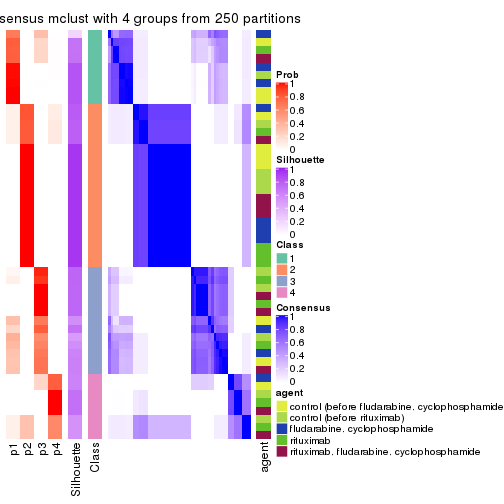 sensus mclust with 4 groups from 250 partitions
Prob
1
0.8
0.6
0.4
0.2
0
Silhouette
1
0.8
0.6
0.4
0.2
0
Class
1
2
3
4
Consensus
1
0.8
0.6
0.4
0.2
0
agent
control (before fludarabine. cyclophosphamide
control (before rituximab)
fludarabine. cyclophosphamide
rituximab
rituximab. fludarabine. cyclophosphamide
p1
p2
p3
p4
Silhouette
Class
agent